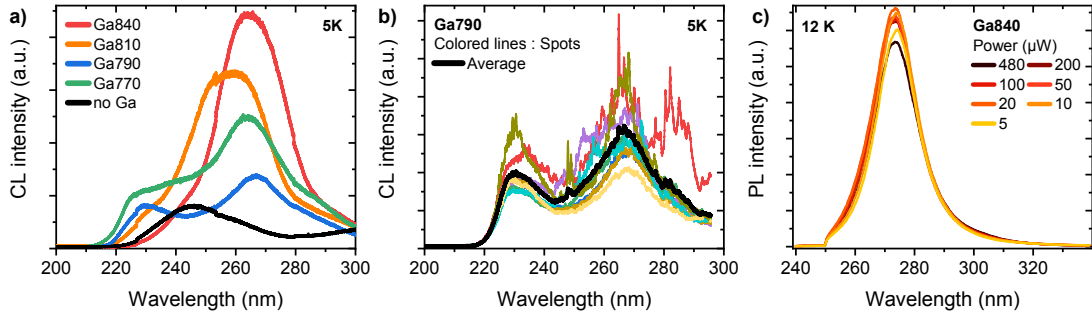 a)
Ga840
Ga810
Ga790
Ga770
no Ga
5K
CL intensity (a.u.)
200 220 240 260 280 300
Wavelength (nm)
b)
Ga790
5K
Colored lines : Spots
Average
CL intensity (a.u.)
200 220 240 260 280 300
Wavelength (nm)
c)
12 K
Ga840
Power (µW)
480 200
100 50
20 10
5
PL intensity (a.u.)
240 260 280 300 320
Wavelength (nm)